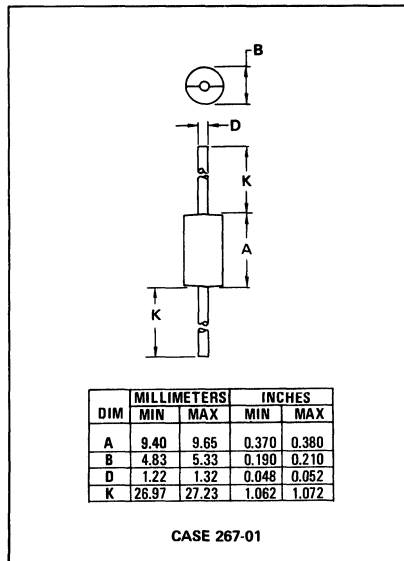 B
D
K
A
K
DIM MILLIMETERS INCHES
MIN MAX MIN MAX
A 9.40 9.65 0.370 0.380
B 4.83 5.33 0.190 0.210
D 1.22 1.32 0.048 0.052
K 26.97 27.23 1.062 1.072
CASE 267-01